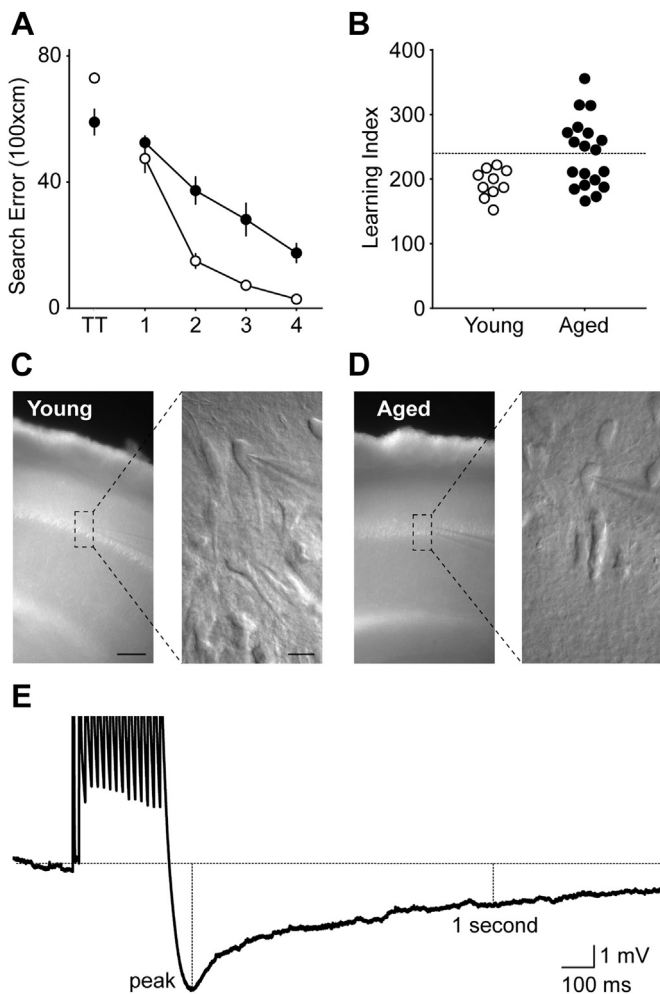 A
B
80
40
0
Search Error (100xcm)
TT
1
2
3
4
400
300
200
100
0
Learning Index
Young
Aged
C
D
Young
Aged
E
peak
1 second
1 mV
100 ms